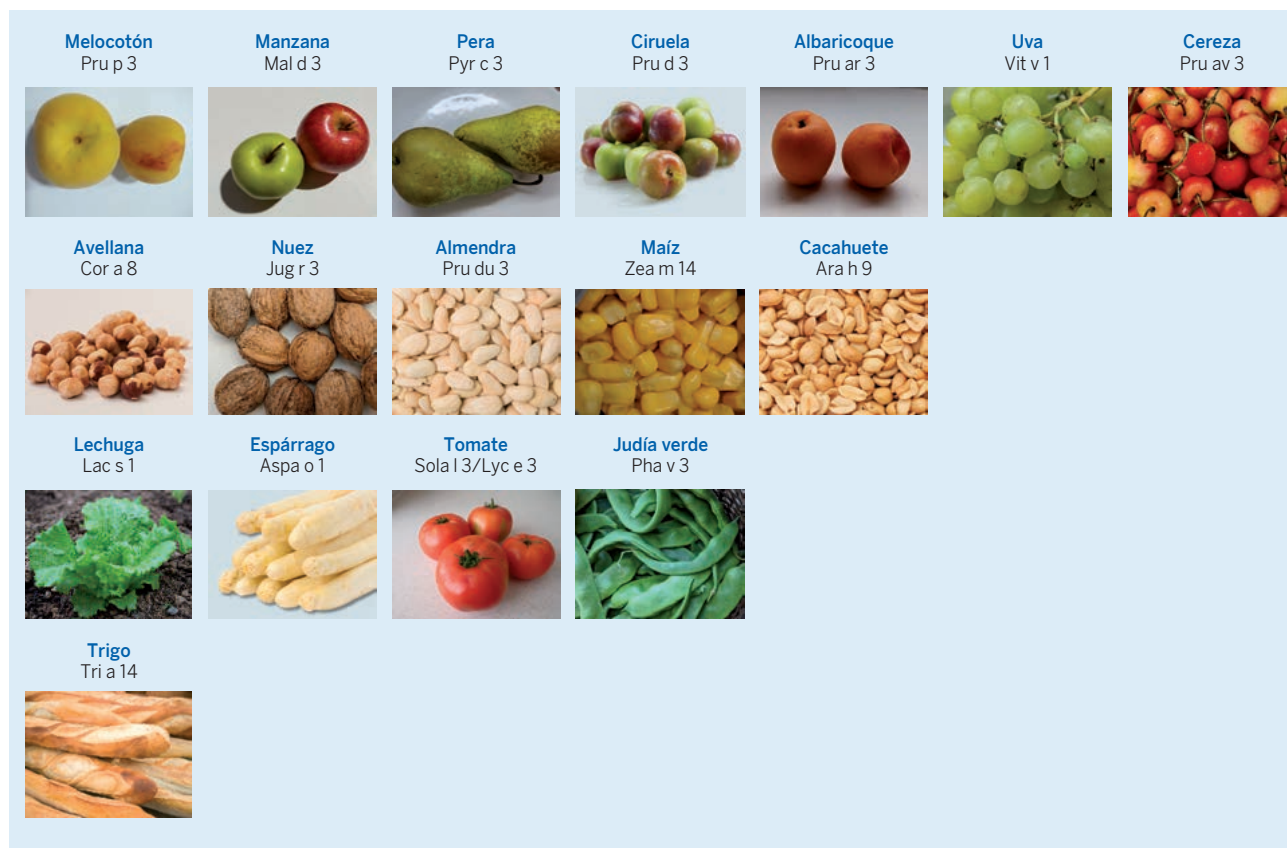 Melocotón
Pru p 3
Manzana
Mal d 3
Pera
Pyr c 3
Ciruela
Pru d 3
Albaricoque
Pru ar 3
Uva
Vit v 1
Cereza
Pru av 3
Avellana
Cor a 8
Nuez
Jug r 3
Almendra
Pru du 3
Maíz
Zea m 14
Cacahuete
Ara h 9
Lechuga
Lac s 1
Espárrago
Aspa o 1
Tomate
Sola l 3/Lyc e 3
Judía verde
Pha v 3
Trigo
Tri a 14